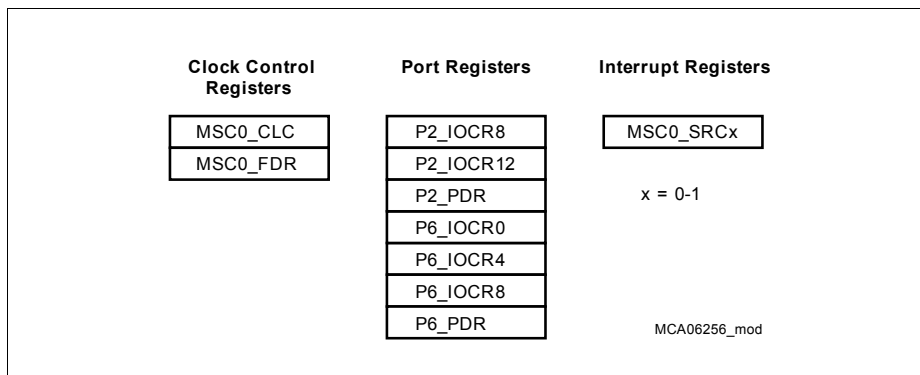 Clock Control
Registers
Port Registers
Interrupt Registers
MSC0_CLC
MSC0_FDR
P2_IOCR8
P2_IOCR12
P2_PDR
P6_IOCR0
P6_IOCR4
P6_IOCR8
P6_PDR
MSC0_SRCx
x = 0-1
MCA06256_mod